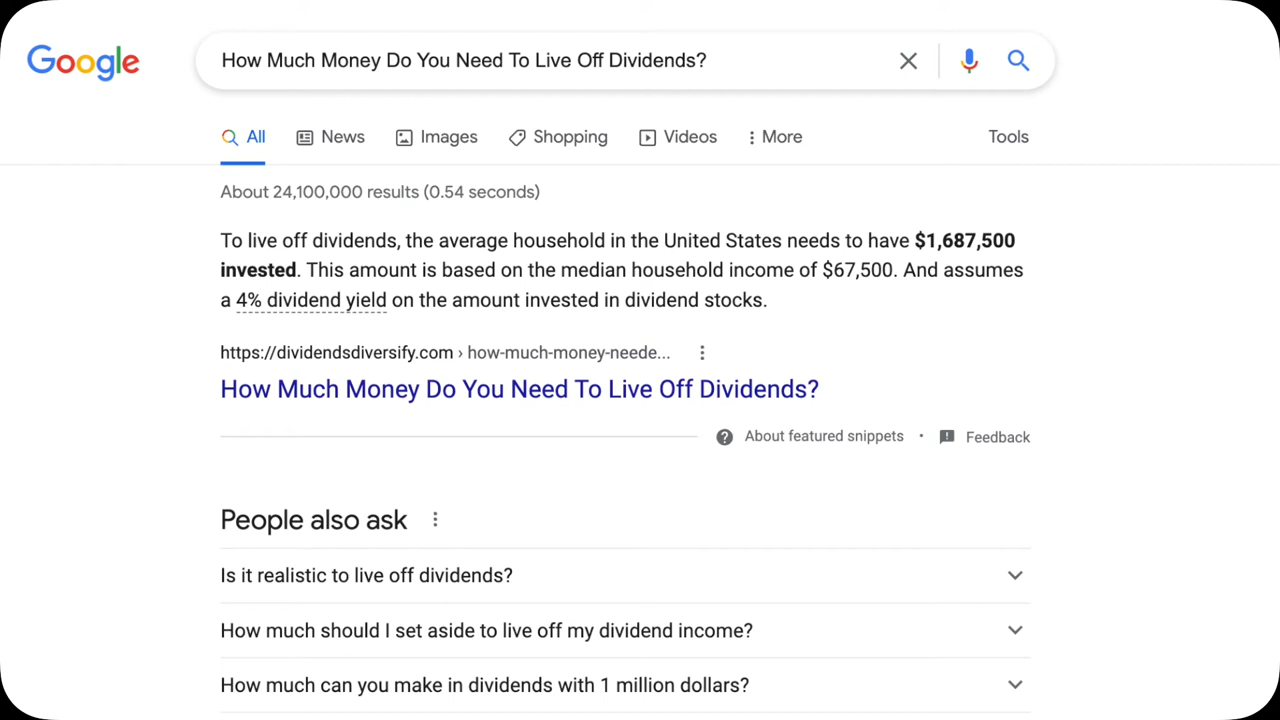 Google
How Much Money Do You Need To Live Off Dividends?
All News Images Shopping Videos More Tools
About 24,100,000 results (0.54 seconds)
To live off dividends, the average household in the United States needs to have $1,687,500
invested. This amount is based on the median household income of $67,500. And assumes
a 4% dividend yield on the amount invested in dividend stocks.
https://dividendsdiversify.com › how-much-money-neede...
How Much Money Do You Need To Live Off Dividends?
About featured snippets • Feedback
People also ask
Is it realistic to live off dividends?
How much should I set aside to live off my dividend income?
How much can you make in dividends with 1 million dollars?